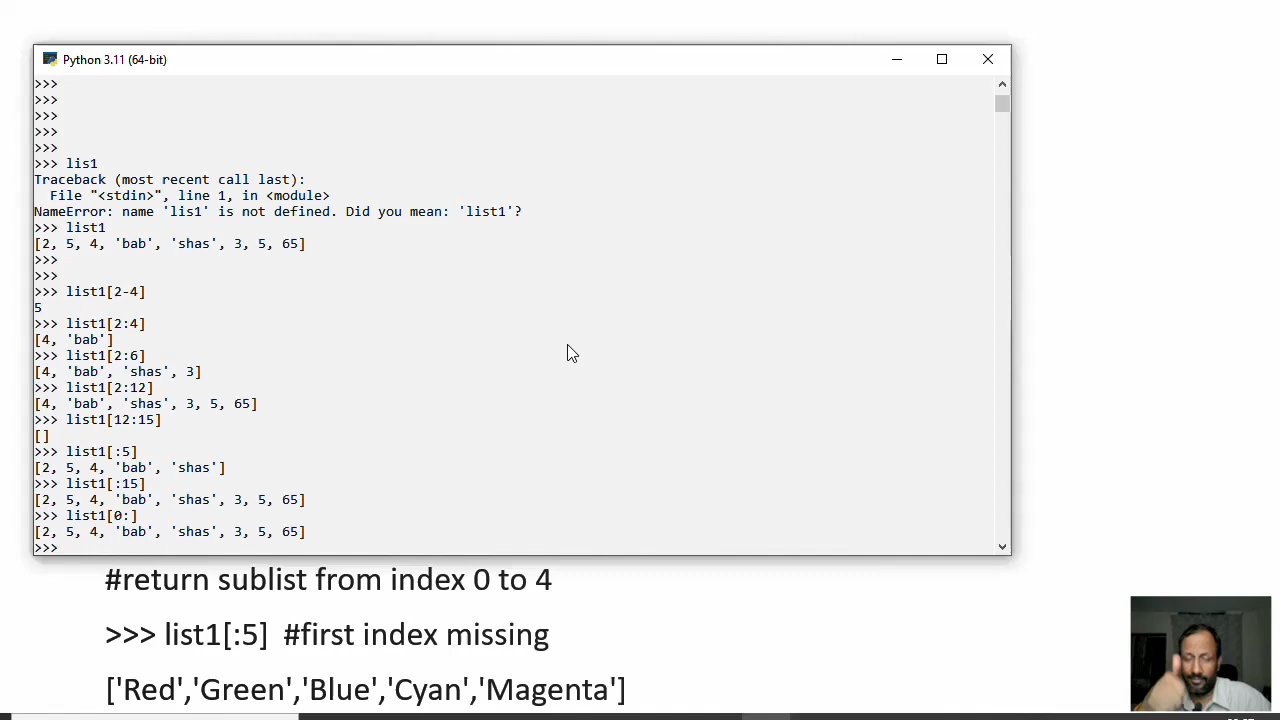 Python 3.11 (64-bit)
>>>
>>>
>>>
>>>
>>>
>>> lis1
Traceback (most recent call last):
  File "<stdin>", line 1, in <module>
NameError: name 'lis1' is not defined. Did you mean: 'list1'?
>>> list1
[2, 5, 4, 'bab', 'shas', 3, 5, 65]
>>>
>>>
>>> list1[2-4]
5
>>> list1[2:4]
[4, 'bab']
>>> list1[2:6]
[4, 'bab', 'shas', 3]
>>> list1[2:12]
[4, 'bab', 'shas', 3, 5, 65]
>>> list1[12:15]
[]
>>> list1[:5]
[2, 5, 4, 'bab', 'shas']
>>> list1[:15]
[2, 5, 4, 'bab', 'shas', 3, 5, 65]
>>> list1[0:]
[2, 5, 4, 'bab', 'shas', 3, 5, 65]
>>>
#return sublist from index 0 to 4
>>> list1[:5]  #first index missing
['Red','Green','Blue','Cyan','Magenta']